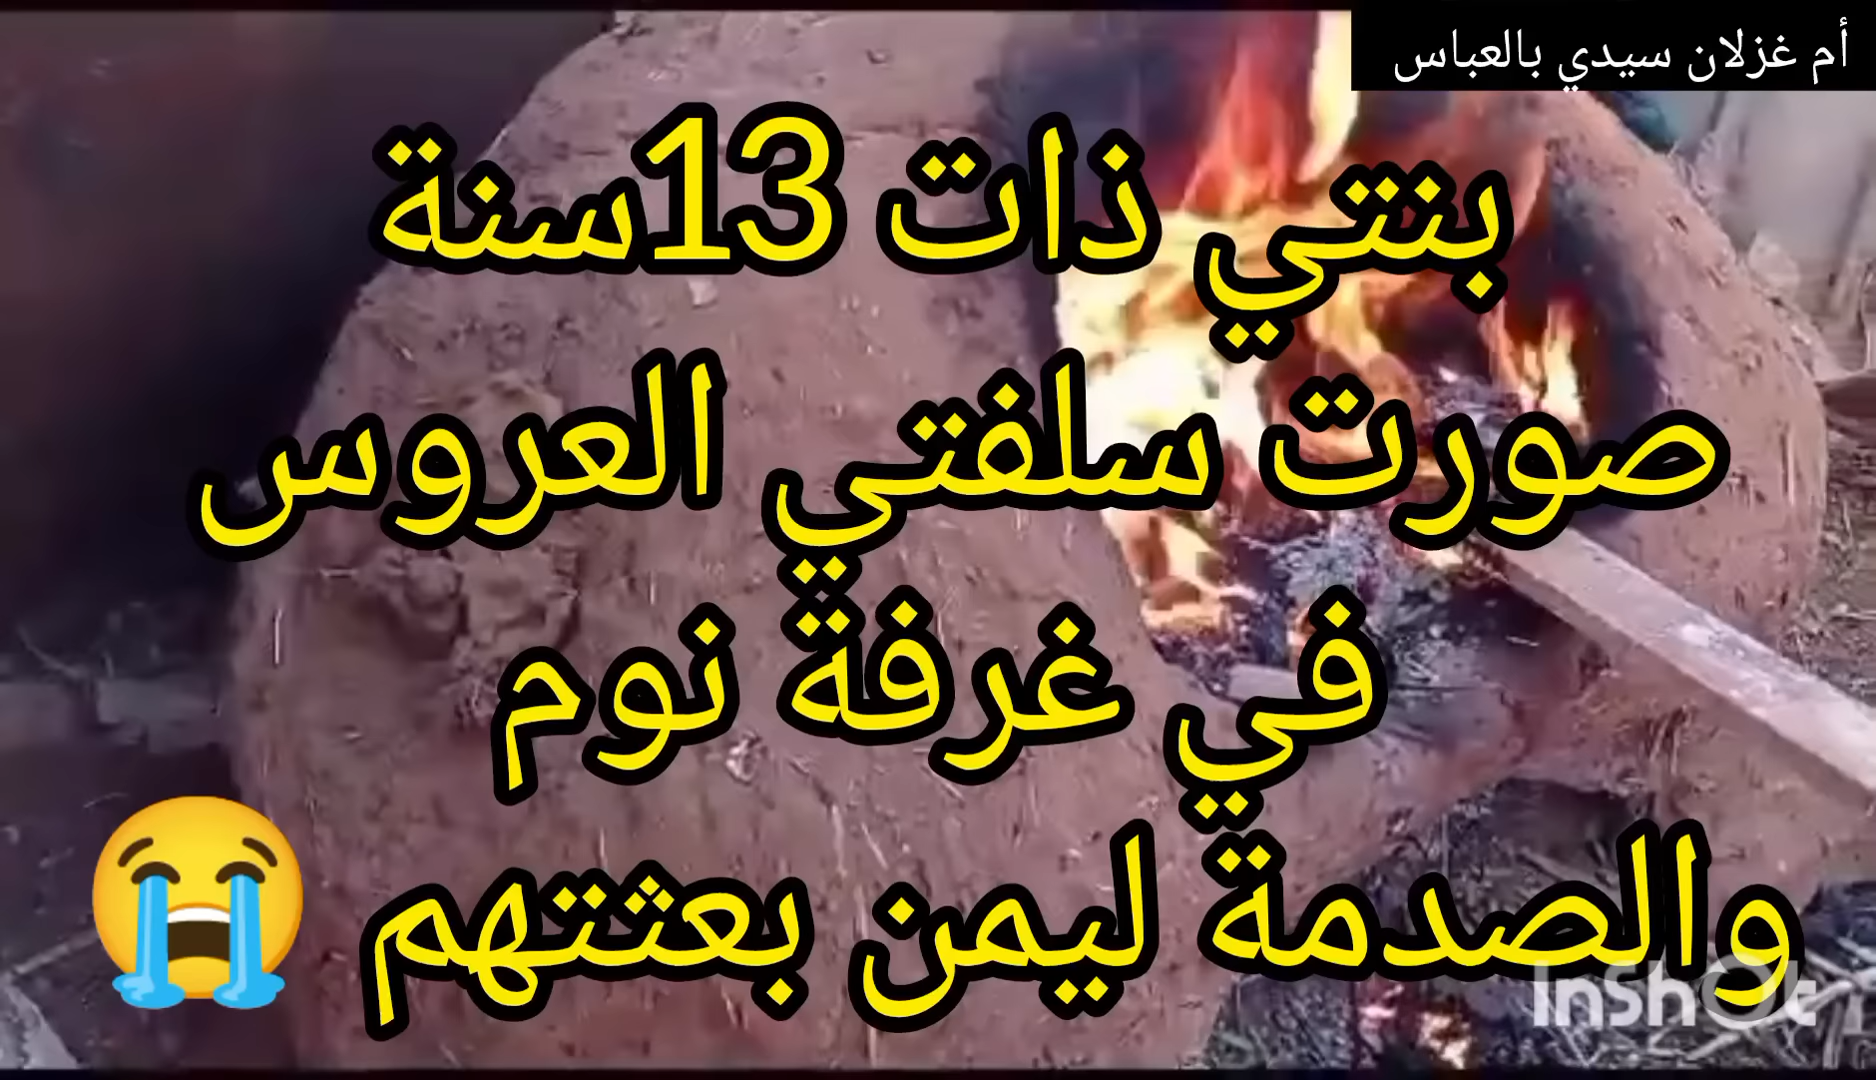 أم غزلان سيدي بالعباس
بنتي ذات 13سنة
صورت سلفتي العروس
في غرفة نوم
والصدمة ليمن بعثتهم
InShOt